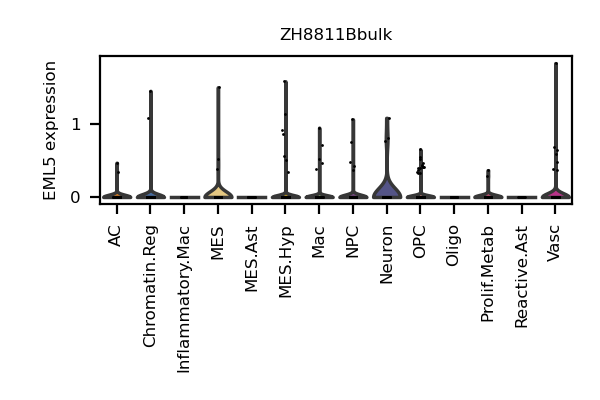 ZH8811Bbulk
EML5 expression
1
0
AC
Chromatin.Reg
Inflammatory.Mac
MES
MES.Ast
MES.Hyp
Mac
NPC
Neuron
OPC
Oligo
Prolif.Metab
Reactive.Ast
Vasc